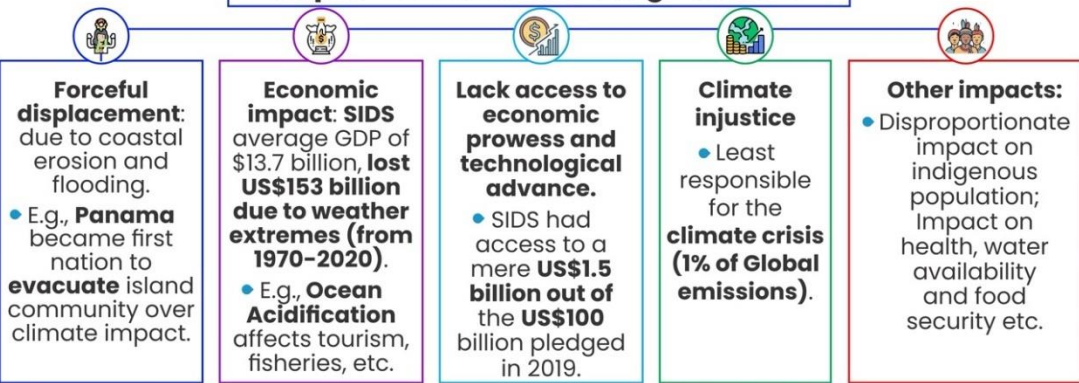 Forceful
displacement:
due to coastal
erosion and
flooding.
E.g., Panama
became first
nation to
evacuate island
community over
climate impact.
Economic
impact: SIDS
average GDP of
$13.7 billion, lost
US$153 billion
due to weather
extremes (from
1970-2020).
E.g., Ocean
Acidification
affects tourism,
fisheries, etc.
Lack access to
economic
prowess and
technological
advance.
SIDS had
access to a
mere US$1.5
billion out of
the US$100
billion pledged
in 2019.
Climate
injustice
Least
responsible
for the
climate crisis
(1% of Global
emissions).
Other impacts:
Disproportionate
impact on
indigenous
population;
Impact on
health, water
availability
and food
security etc.